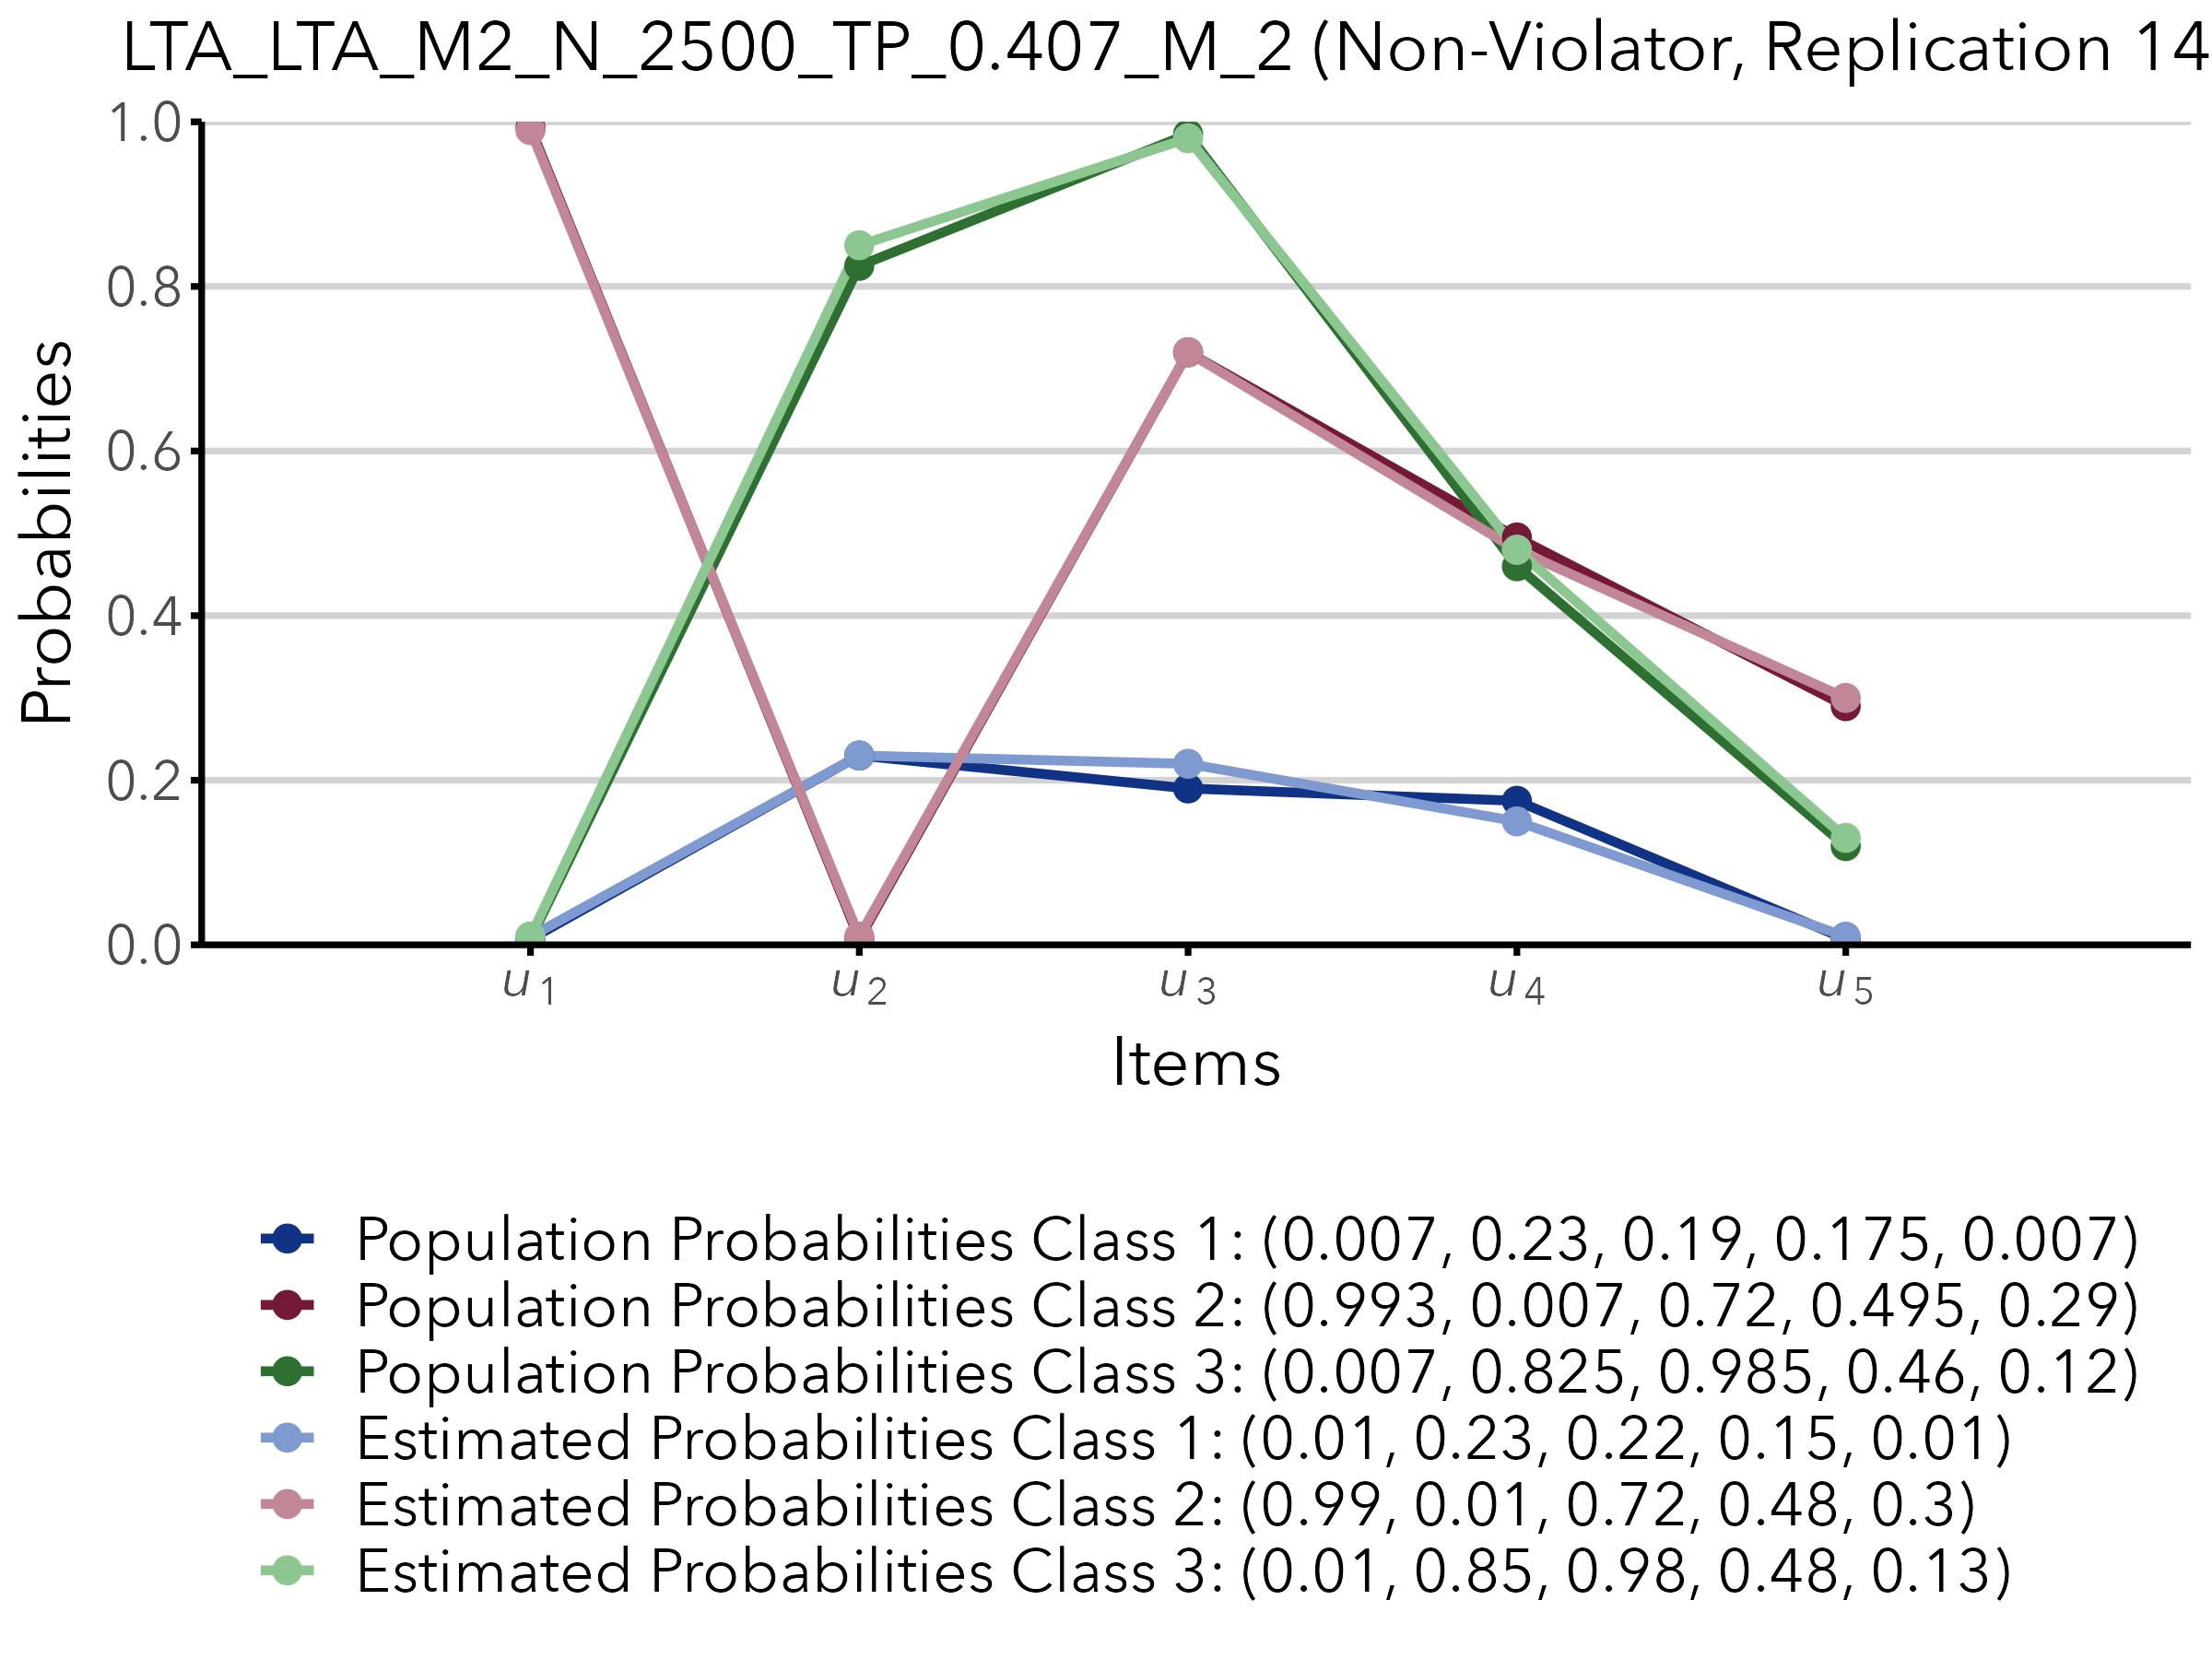 LTA_LTA_M2_N_2500_TP_0.407_M_2 (Non-Violator, Replication 14
1.0
0.8
0.6
0.4
0.2
0.0
Probabilities
u1 u2 u3 u4 u5
Items
Population Probabilities Class 1: (0.007, 0.23, 0.19, 0.175, 0.007)
Population Probabilities Class 2: (0.993, 0.007, 0.72, 0.495, 0.29)
Population Probabilities Class 3: (0.007, 0.825, 0.985, 0.46, 0.12)
Estimated Probabilities Class 1: (0.01, 0.23, 0.22, 0.15, 0.01)
Estimated Probabilities Class 2: (0.99, 0.01, 0.72, 0.48, 0.3)
Estimated Probabilities Class 3: (0.01, 0.85, 0.98, 0.48, 0.13)